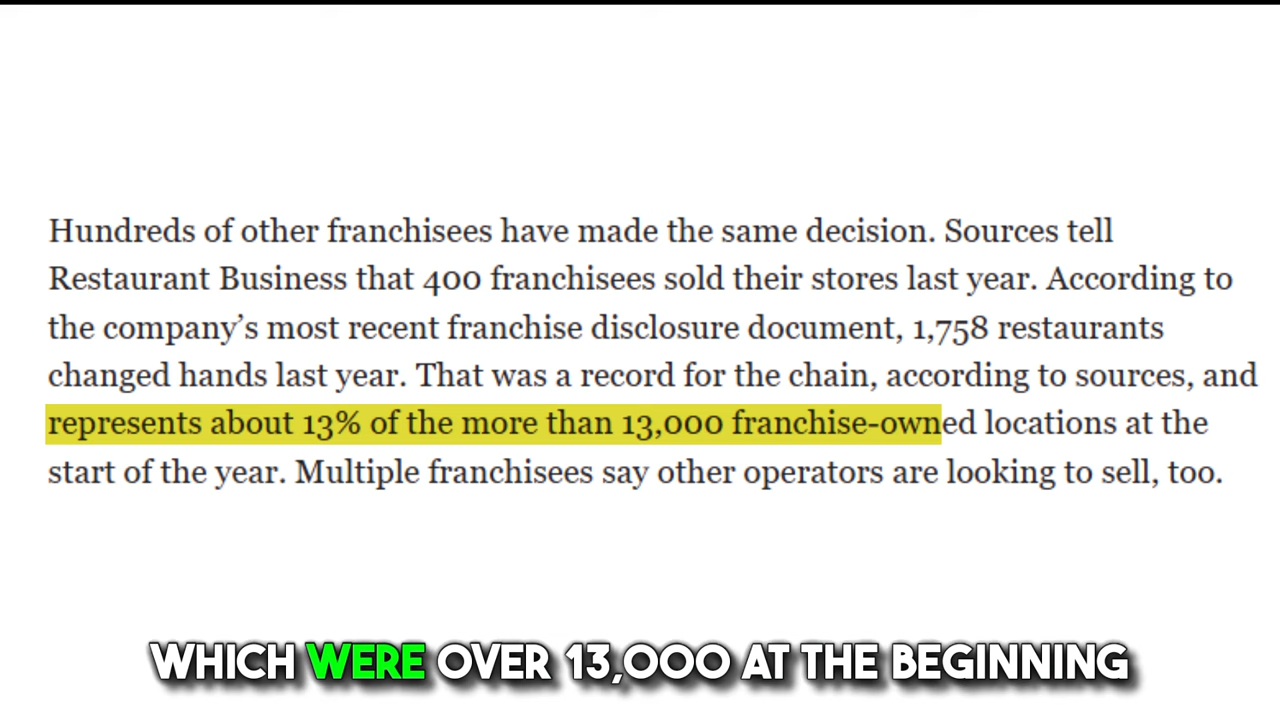 Hundreds of other franchisees have made the same decision. Sources tell
Restaurant Business that 400 franchisees sold their stores last year. According to
the company’s most recent franchise disclosure document, 1,758 restaurants
changed hands last year. That was a record for the chain, according to sources, and
represents about 13% of the more than 13,000 franchise-owned locations at the
start of the year. Multiple franchisees say other operators are looking to sell, too.
WHICH WERE OVER 13,000 AT THE BEGINNING